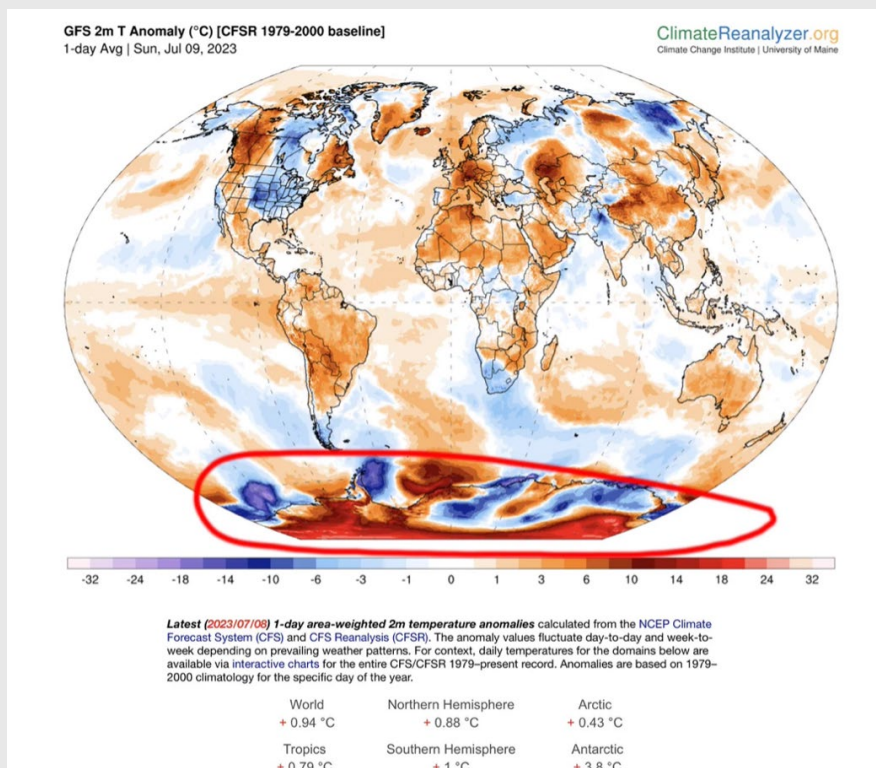 GFS 2m T Anomaly (°C) [CFSR 1979-2000 baseline]
1-day Avg | Sun, Jul 09, 2023
ClimateReanalyzer.org
Climate Change Institute | University of Maine
-32 -24 -18 -14 -10 -6 -3 -1 0 1 3 6 10 14 18 24 32
Latest (2023/07/08) 1-day area-weighted 2m temperature anomalies calculated from the NCEP Climate
Forecast System (CFS) and CFS Reanalysis (CFSR). The anomaly values fluctuate day-to-day and week-to-
week depending on prevailing weather patterns. For context, daily temperatures for the domains below are
available via interactive charts for the entire CFS/CFSR 1979–present record. Anomalies are based on 1979–
2000 climatology for the specific day of the year.
World Northern Hemisphere Arctic
+ 0.94 °C + 0.88 °C + 0.43 °C
Tropics Southern Hemisphere Antarctic
+ 0.79 °C + 1 °C + 3.8 °C